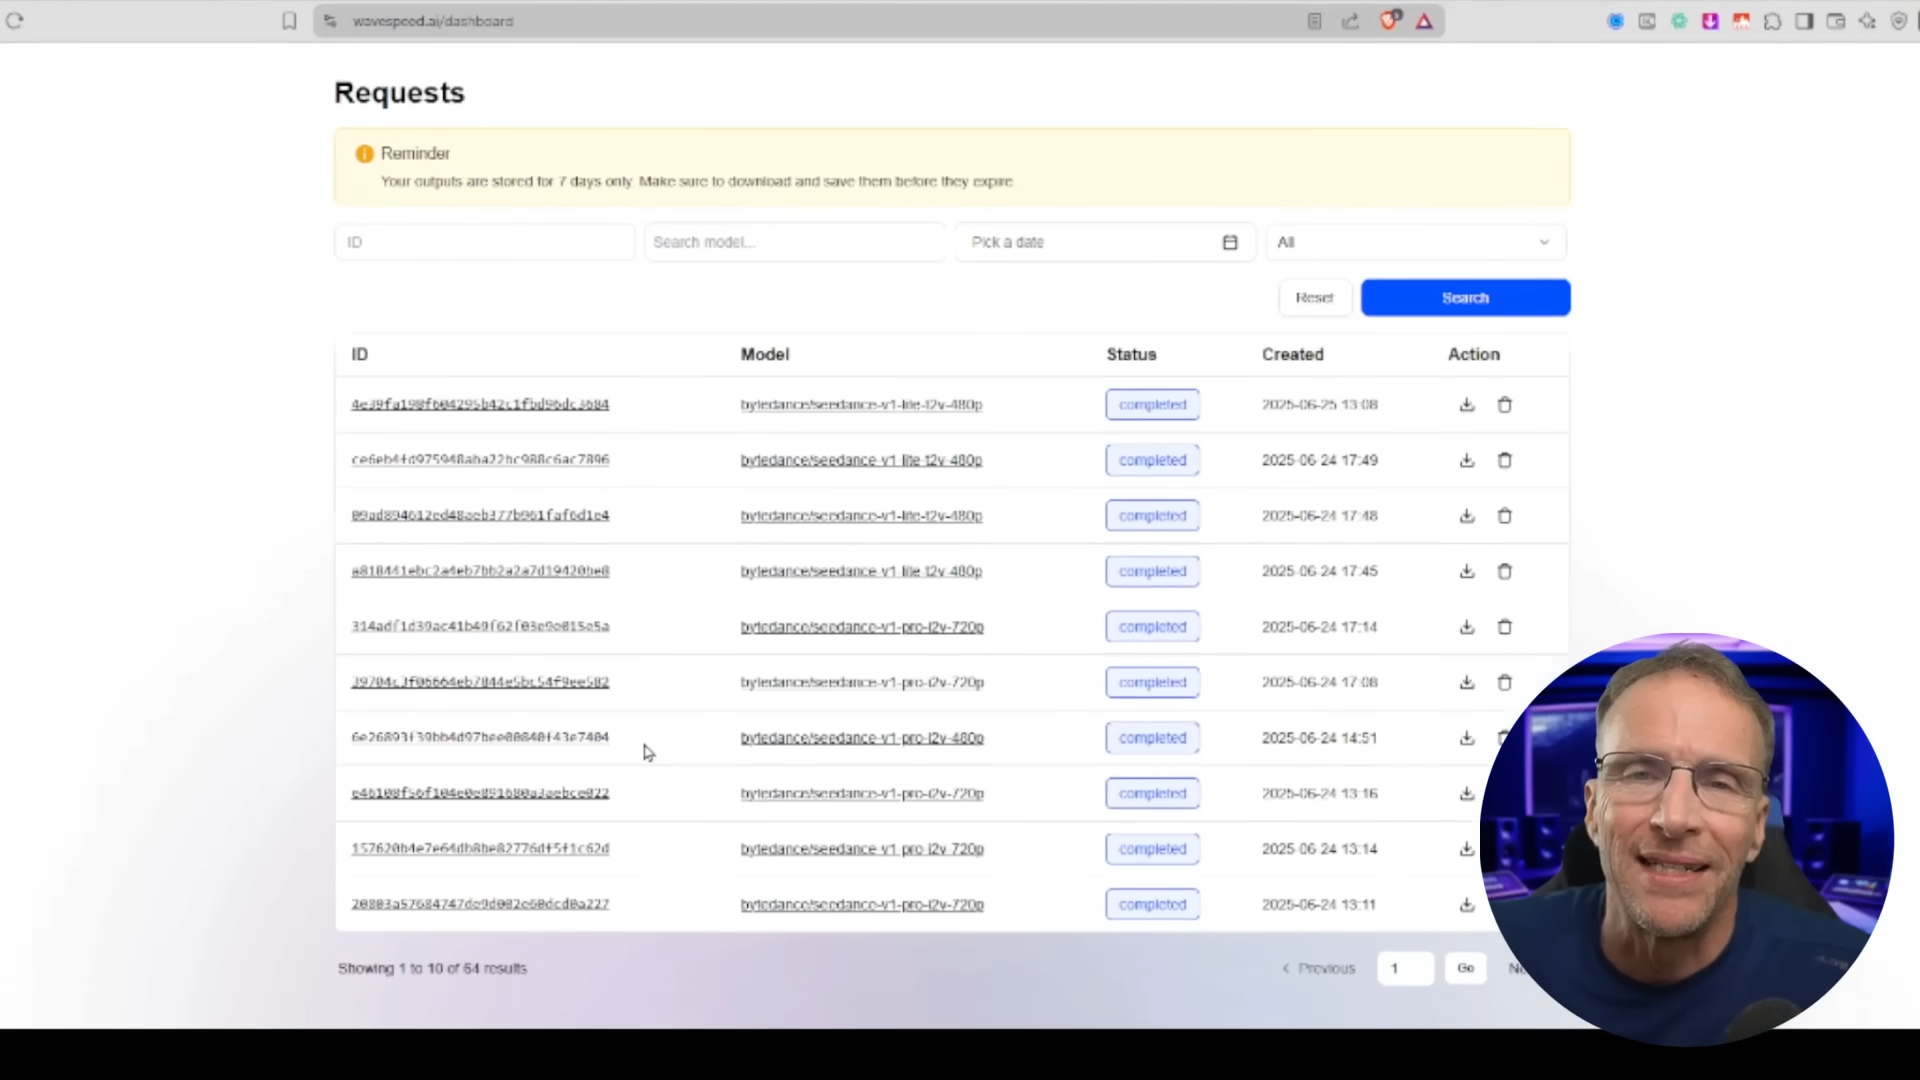 wavespeed.ai/dashboard
Requests
Reminder
Your outputs are stored for 7 days only. Make sure to download and save them before they expire
ID Search model... Pick a date All
Reset Search
ID Model Status Created Action
bytedance/seedance-v1-lite-t2v-480p completed 2025-06-25 13:08
bytedance/seedance-v1-lite-t2v-480p completed 2025-06-24 17:49
bytedance/seedance-v1-lite-t2v-480p completed 2025-06-24 17:48
bytedance/seedance-v1-lite-t2v-480p completed 2025-06-24 17:45
bytedance/seedance-v1-pro-i2v-720p completed 2025-06-24 17:14
bytedance/seedance-v1-pro-i2v-720p completed 2025-06-24 17:08
bytedance/seedance-v1-pro-i2v-480p completed 2025-06-24 14:51
bytedance/seedance-v1-pro-i2v-720p completed 2025-06-24 13:16
bytedance/seedance-v1-pro-i2v-720p completed 2025-06-24 13:14
bytedance/seedance-v1-pro-i2v-720p completed 2025-06-24 13:11
Showing 1 to 10 of 64 results Previous 1 Go